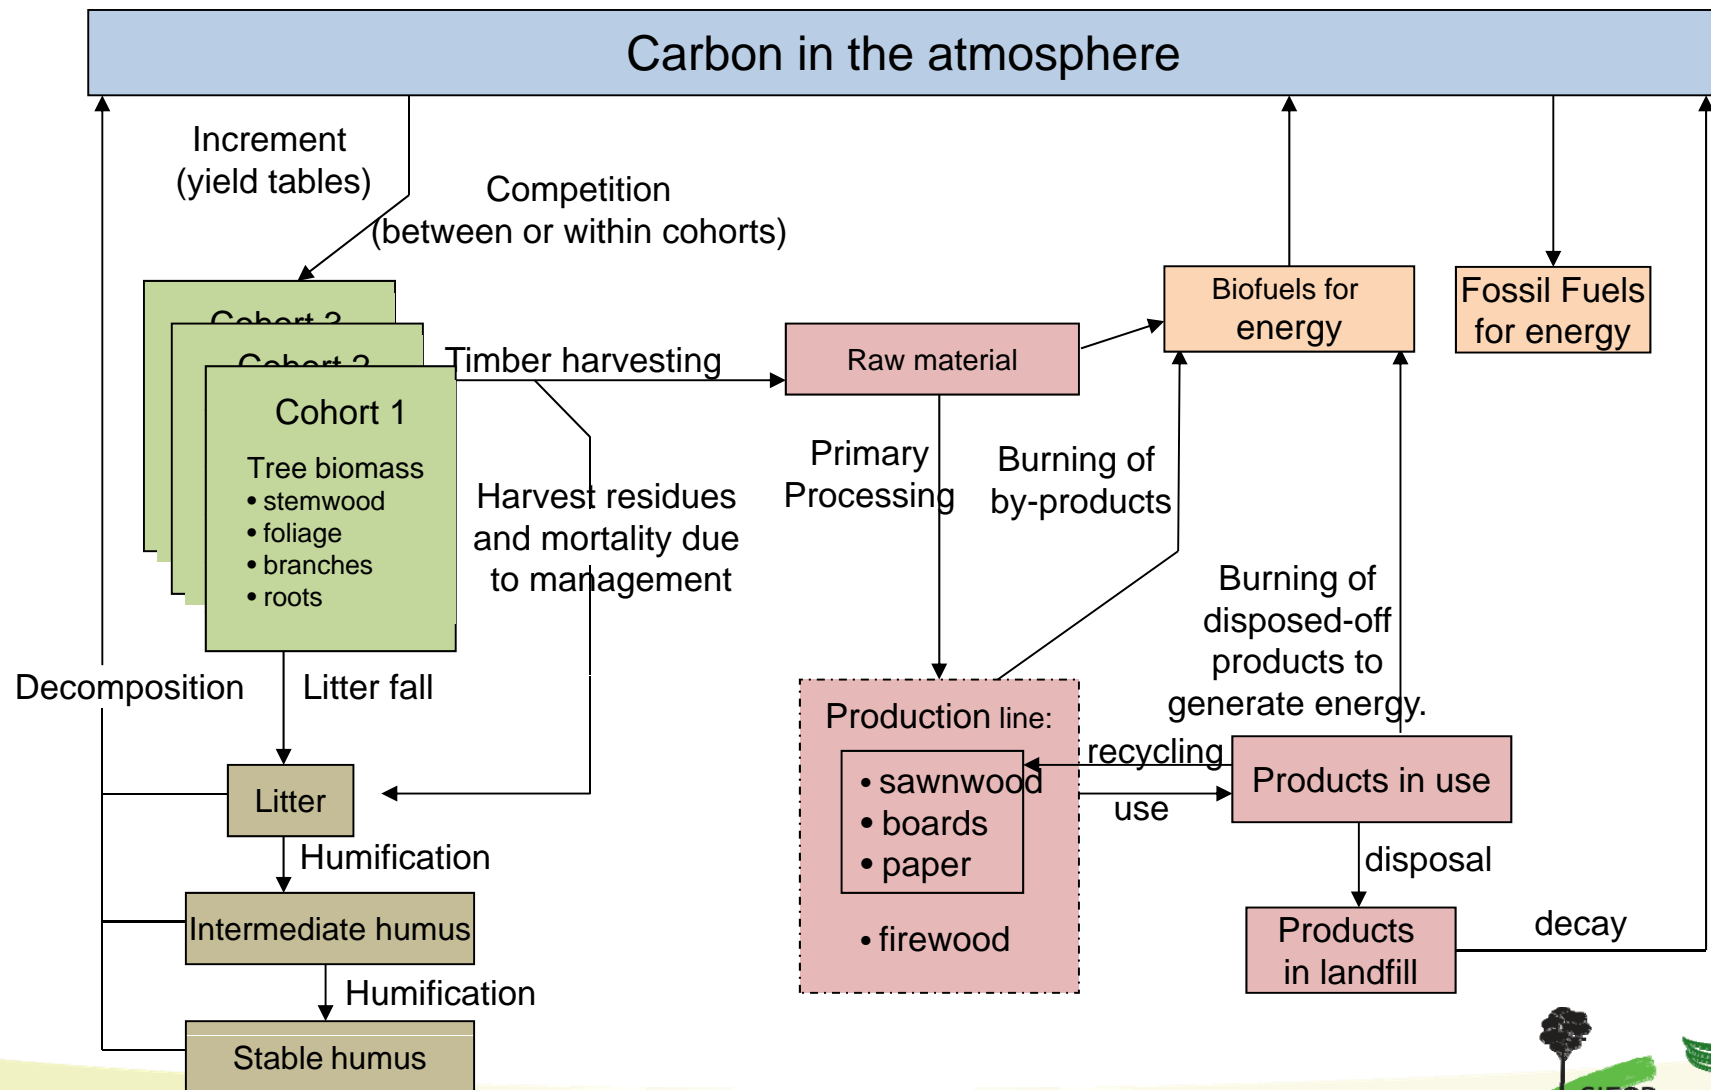 Carbon in the atmosphere
Increment
(yield tables)
Competition
(between or within cohorts)
Cohort 3
Cohort 2
Cohort 1
Tree biomass
• stemwood
• foliage
• branches
• roots
Timber harvesting
Raw material
Biofuels for
energy
Fossil Fuels
for energy
Harvest residues
and mortality due
to management
Primary
Processing
Burning of
by-products
Burning of
disposed-off
products to
generate energy.
Decomposition
Litter fall
Litter
Humification
Intermediate humus
Humification
Stable humus
Production line:
• sawnwood
• boards
• paper
• firewood
recycling
use
Products in use
disposal
Products
in landfill
decay